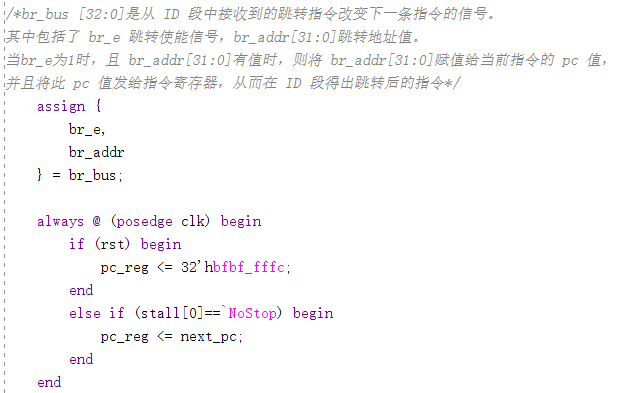 /*br_bus [32:0]是从 ID 段中接收到的跳转指令改变下一条指令的信号.
其中包括了 br_e 跳转使能信号, br_addr[31:0]跳转地址值.
当br_e为1时, 且 br_addr[31:0]有值时, 则将 br_addr[31:0]赋值给当前指令的 pc 值,
并且将此 pc 值发给指令寄存器, 从而在 ID 段得出跳转后的指令*/
assign {
br_e,
br_addr
} = br_bus;
always @ (posedge clk) begin
if (rst) begin
pc_reg <= 32'hbfbf_fffc;
end
else if (stall[0]==`NoStop) begin
pc_reg <= next_pc;
end
end